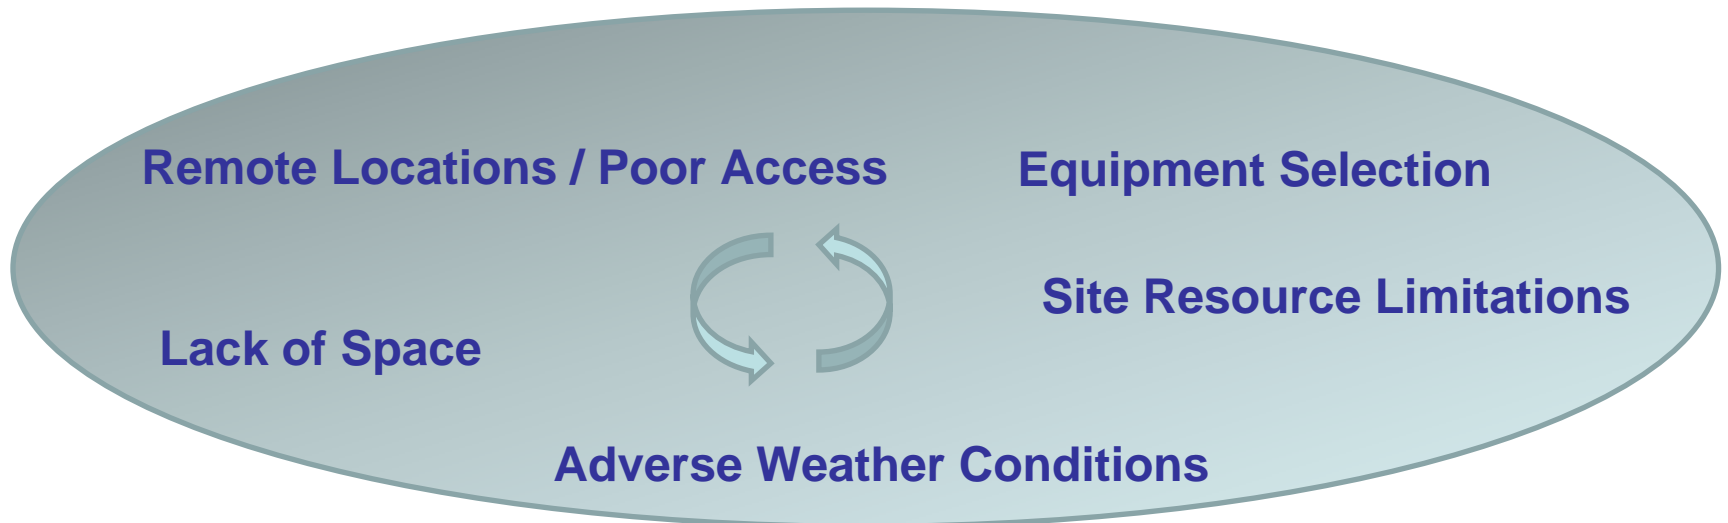 Remote Locations / Poor Access
Equipment Selection
Site Resource Limitations
Lack of Space
Adverse Weather Conditions